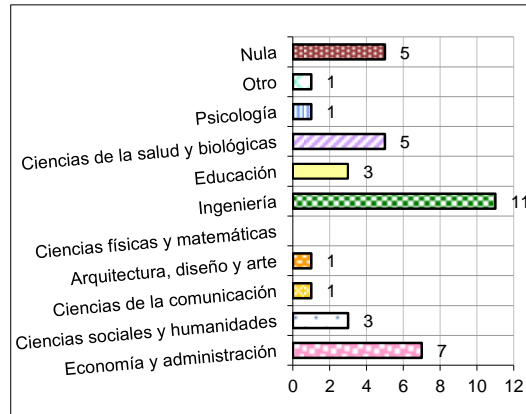 Nula 5
Otro 1
Psicología 1
Ciencias de la salud y biológicas 5
Educación 3
Ingeniería 11
Ciencias físicas y matemáticas
Arquitectura, diseño y arte 1
Ciencias de la comunicación 1
Ciencias sociales y humanidades 3
Economía y administración 7
0 2 4 6 8 10 12